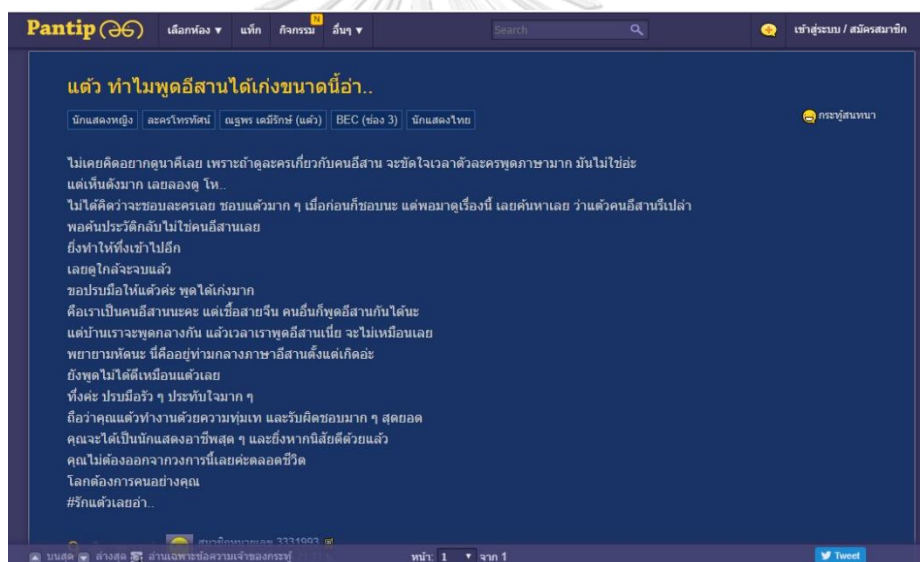 Pantip
เลือกห้อง ▼ แท็ก กิจกรรม N อื่นๆ ▼ Search เข้าสู่ระบบ / สมัครสมาชิก
แต้ว ทำไมพูดอีสานได้เก่งขนาดนี้อ่า..
นักแสดงหญิง ละครโทรทัศน์ ณฐพร เตมีรักษ์ (แต้ว) BEC (ช่อง 3) นักแสดงไทย
กระทู้สนทนา
ไม่เคยคิดอยากดูนาคีเลย เพราะถ้าดูละครเกี่ยวกับคนอีสาน จะขัดใจเวลาตัวละครพูดภาษามาก มันไม่ใช่อ่ะ
แต่เห็นดังมาก เลยลองดู โห..
ไม่ได้คิดว่าจะชอบละครเลย ชอบแต้วมาก ๆ เมื่อก่อนก็ชอบนะ แต่พอมาดูเรื่องนี้ เลยค้นหาเลย ว่าแต้วคนอีสานรึเปล่า
พอค้นประวัติกลับไม่ใช่คนอีสานเลย
ยิ่งทำให้ทึ่งเข้าไปอีก
เลยดูใกล้จะจบแล้ว
ขอปรบมือให้แต้วค่ะ พูดได้เก่งมาก
คือเราเป็นคนอีสานนะคะ แต่เชื้อสายจีน คนอื่นก็พูดอีสานกันได้นะ
แต่บ้านเราจะพูดกลางกัน แล้วเวลาเราพูดอีสานเนี่ย จะไม่เหมือนเลย
พยายามหัดนะ นี่คืออยู่ท่ามกลางภาษาอีสานตั้งแต่เกิดอ่ะ
ยังพูดไม่ได้ดีเหมือนแต้วเลย
ทึ่งค่ะ ปรบมือรัว ๆ ประทับใจมาก ๆ
ถือว่าคุณแต้วทำงานด้วยความทุ่มเท และรับผิดชอบมาก ๆ สุดยอด
คุณจะได้เป็นนักแสดงอาชีพสุด ๆ และยิ่งหากนิสัยดีด้วยแล้ว
คุณไม่ต้องออกจากวงการนี้เลยค่ะตลอดชีวิต
โลกต้องการคนอย่างคุณ
#รักแต้วเลยอ่า..
สมาชิกหมายเลข 3331993
บนสุด ล่างสุด อ่านเฉพาะข้อความเจ้าของกระทู้ หน้า: 1 ▼ จาก 1 Tweet